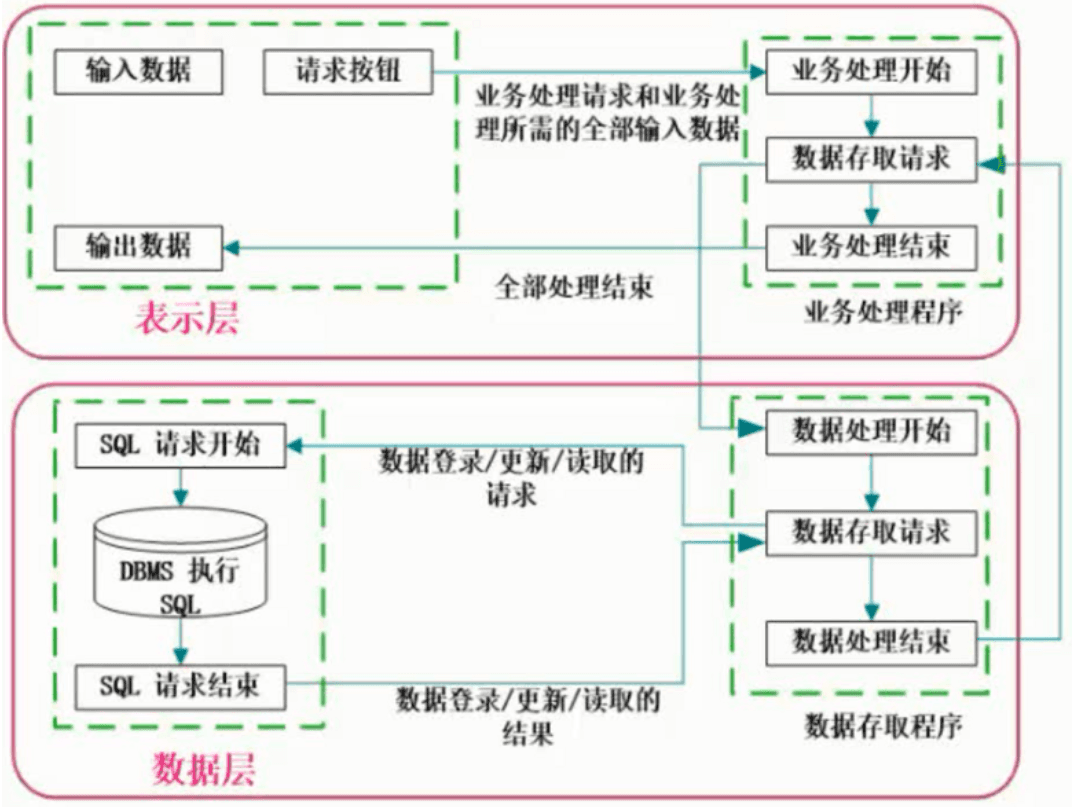 输入数据
请求按钮
业务处理开始
业务处理请求和业务处
理所需的全部输入数据
数据存取请求
输出数据
业务处理结束
全部处理结束
表示层
业务处理程序
SQL 请求开始
数据处理开始
数据登录/更新/读取的
请求
数据存取请求
DBMS 执行
SQL
数据处理结束
SQL 请求结束
数据登录/更新/读取的
结果
数据存取程序
数据层